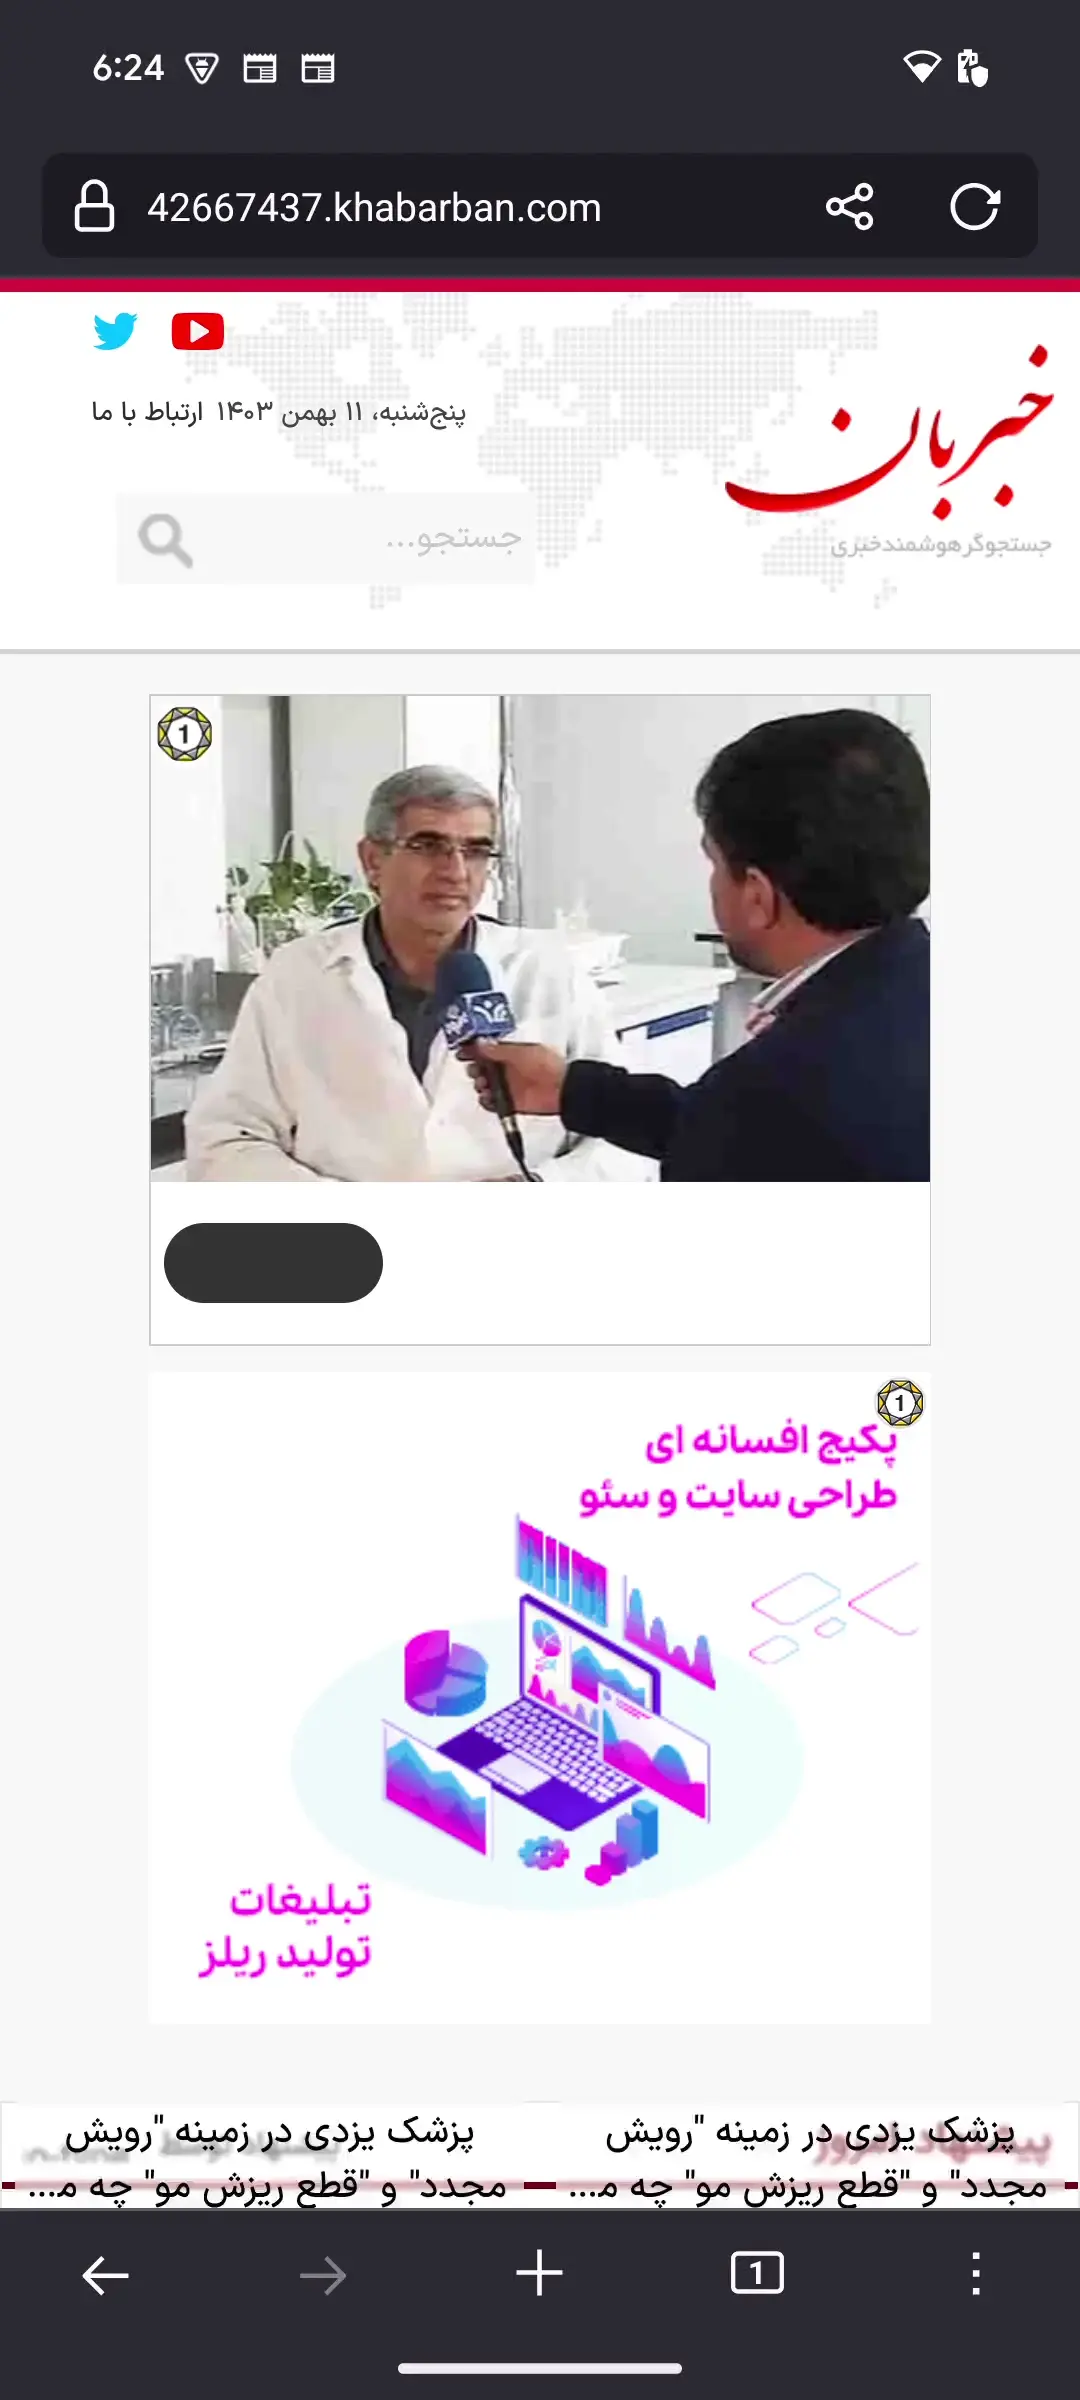 6:24
42667437.khabarban.com
پنج‌شنبه، ۱۱ بهمن ۱۴۰۳ ارتباط با ما
خبربان
جستجوگر هوشمند خبری
جستجو...
1
1
پکیج افسانه ای
طراحی سایت و سئو
تبلیغات
تولید ریلز
پزشک یزدی در زمینه "رویش
مجدد" و "قطع ریزش مو" چه م...
پزشک یزدی در زمینه "رویش
مجدد" و "قطع ریزش مو" چه م...
1